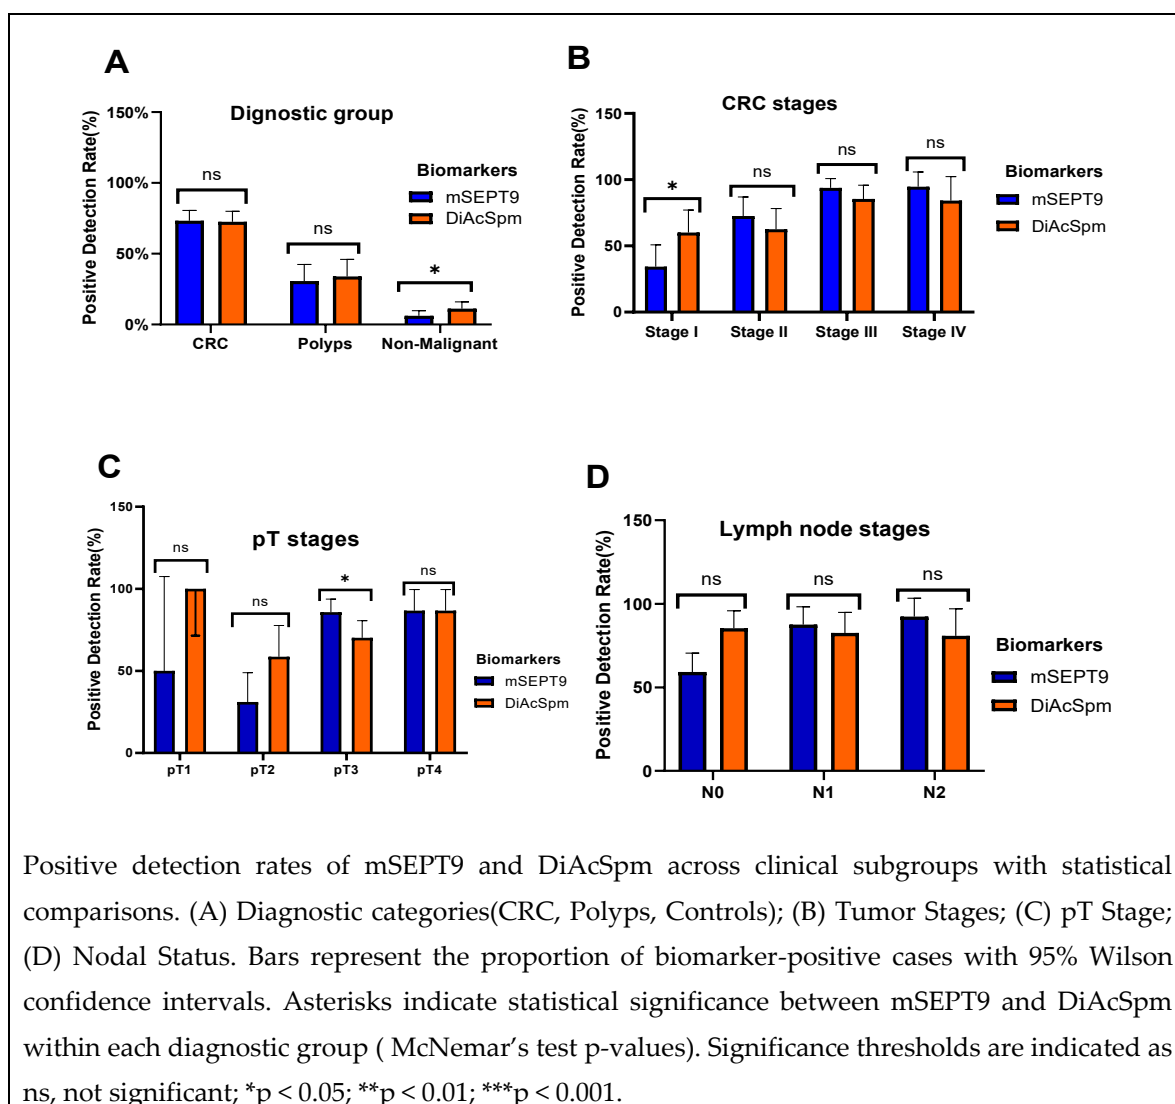 A
Dignostic group
Positive Detection Rate(%)
150%
100%
50%
0%
ns
ns
*
CRC
Polyps
Non-Malignant
Biomarkers
mSEPT9
DiAcSpm
B
CRC stages
Positive Detection Rate(%)
150
100
50
0
*
ns
ns
ns
Stage I
Stage II
Stage III
Stage IV
Biomarkers
mSEPT9
DiAcSpm
C
pT stages
Positive Detection Rate(%)
150
100
50
0
ns
ns
*
ns
pT1
pT2
pT3
pT4
Biomarkers
mSEPT9
DiAcSpm
D
Lymph node stages
Positive Detection Rate(%)
150
100
50
0
ns
ns
ns
N0
N1
N2
Biomarkers
mSEPT9
DiAcSpm
Positive detection rates of mSEPT9 and DiAcSpm across clinical subgroups with statistical
comparisons. (A) Diagnostic categories(CRC, Polyps, Controls); (B) Tumor Stages; (C) pT Stage;
(D) Nodal Status. Bars represent the proportion of biomarker-positive cases with 95% Wilson
confidence intervals. Asterisks indicate statistical significance between mSEPT9 and DiAcSpm
within each diagnostic group ( McNemar's test p-values). Significance thresholds are indicated as
ns, not significant; *p < 0.05; **p < 0.01; ***p < 0.001.